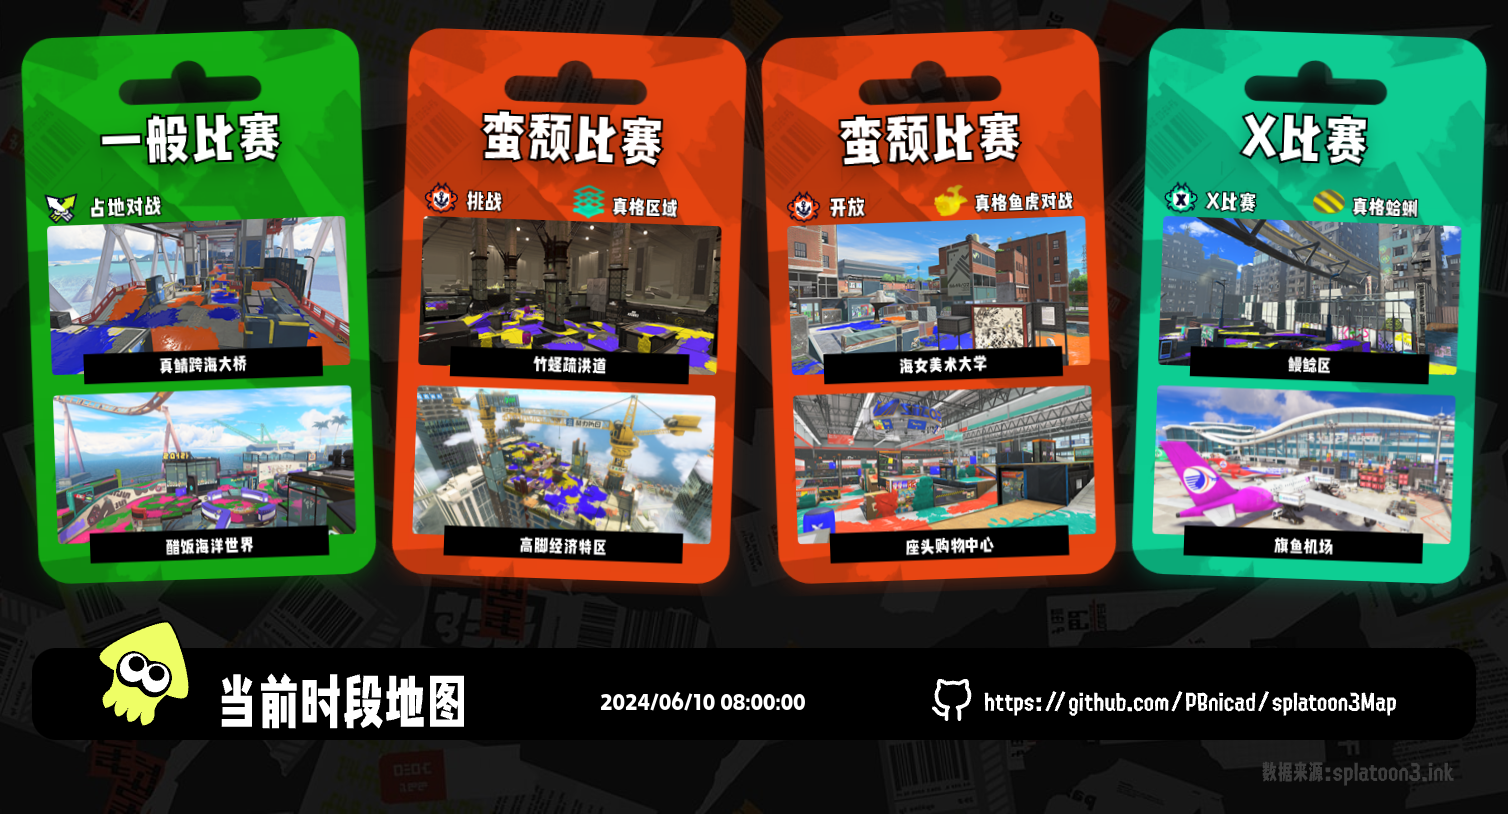 一般比赛
占地对战
真鲷跨海大桥
醋饭海洋世界
蛮颓比赛
挑战
真格区域
竹蛏疏洪道
高脚经济特区
蛮颓比赛
开放
真格鱼虎对战
海女美术大学
座头购物中心
X比赛
X比赛
真格蛤蜊
鳗鲶区
旗鱼机场
当前时段地图
2024/06/10 08:00:00
https://github.com/PBnicad/splatoon3Map
数据来源:splatoon3.ink